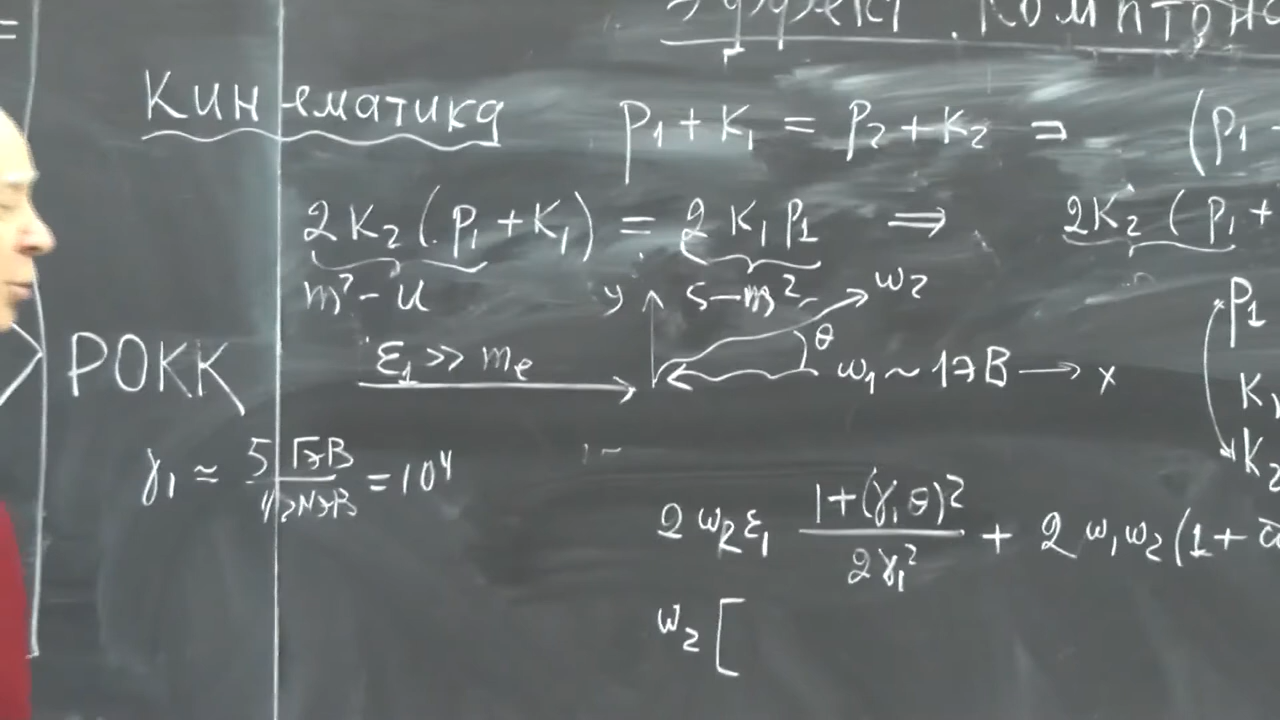 Эффект Комптона
Кинематика p₁ + k₁ = p₂ + k₂ ⇒ (p₁ -
2k₂ (p₁ + k₁) = 2k₁p₁ ⇒ 2k₂ (p₁ +
m² - u
s - m²
y
ω₂
θ
РОКК
ε₁ >> mₑ
ω₁ ~ 1эВ → x
p₁
k₁
k₂
γ₁ ≈ 5 ГэВ / ½ МэВ = 10⁴
2ω₂ε₁ (1+(γ₁θ)²)/(2γ₁²) + 2ω₁ω₂(1+
ω₂ [